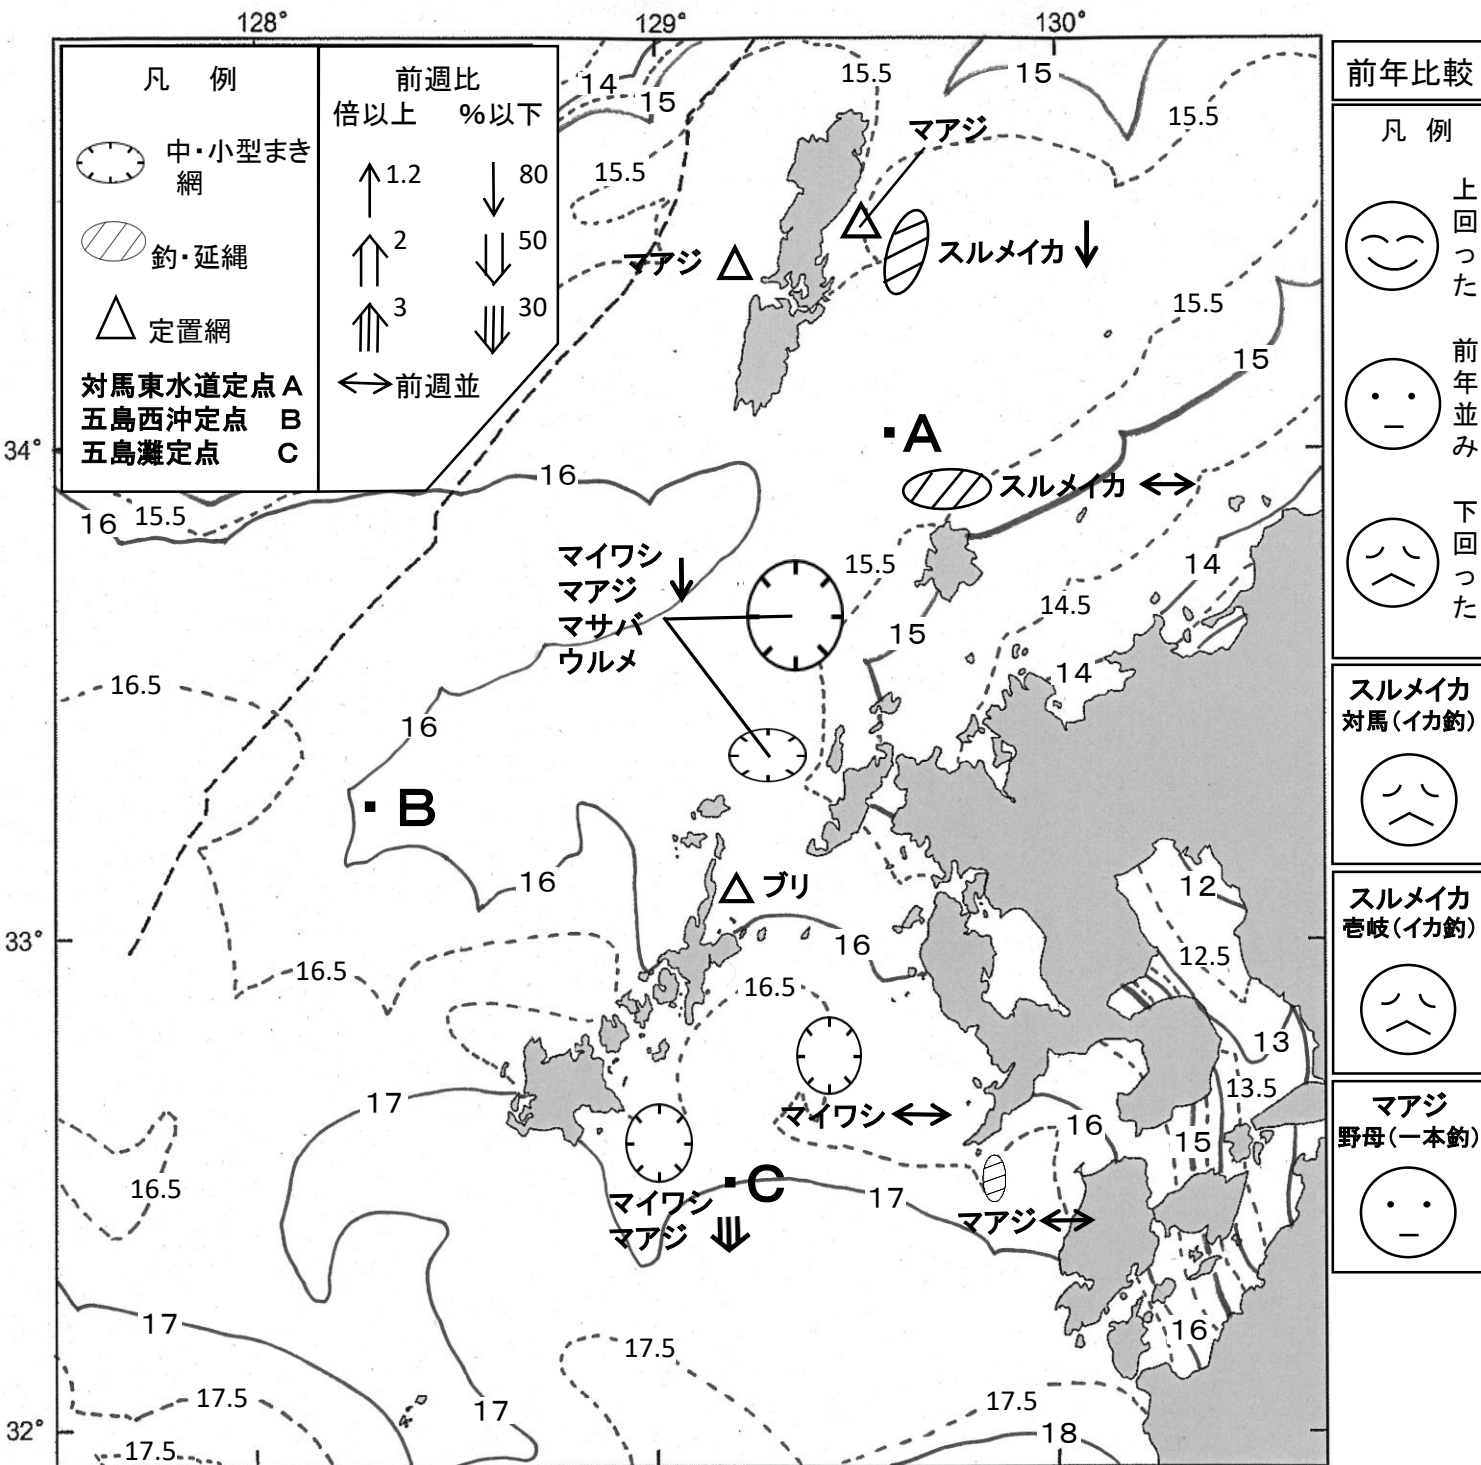 128°
129°
130°
凡 例
中・小型まき
網
釣・延縄
定置網
対馬東水道定点 A
五島西沖定点 B
五島灘定点 C
前週比
倍以上 %以下
1.2 80
2 50
3 30
前週並
14
15
15.5
15
15.5
15.5
マアジ
マアジ
スルメイカ
15.5
15
34°
A
16
スルメイカ
16
15.5
マイワシ
マアジ
マサバ
ウルメ
15.5
14
14.5
15
14
16.5
16
B
16
ブリ
12
33°
16
12.5
16.5
16.5
13
17
13.5
マイワシ
16
15
16.5
C
マイワシ
マアジ
17
マアジ
17
16
17.5
17.5
17
17.5
32°
17.5
18
前年比較
凡 例
上回った
前年並み
下回った
スルメイカ
対馬(イカ釣)
スルメイカ
壱岐(イカ釣)
マアジ
野母(一本釣)